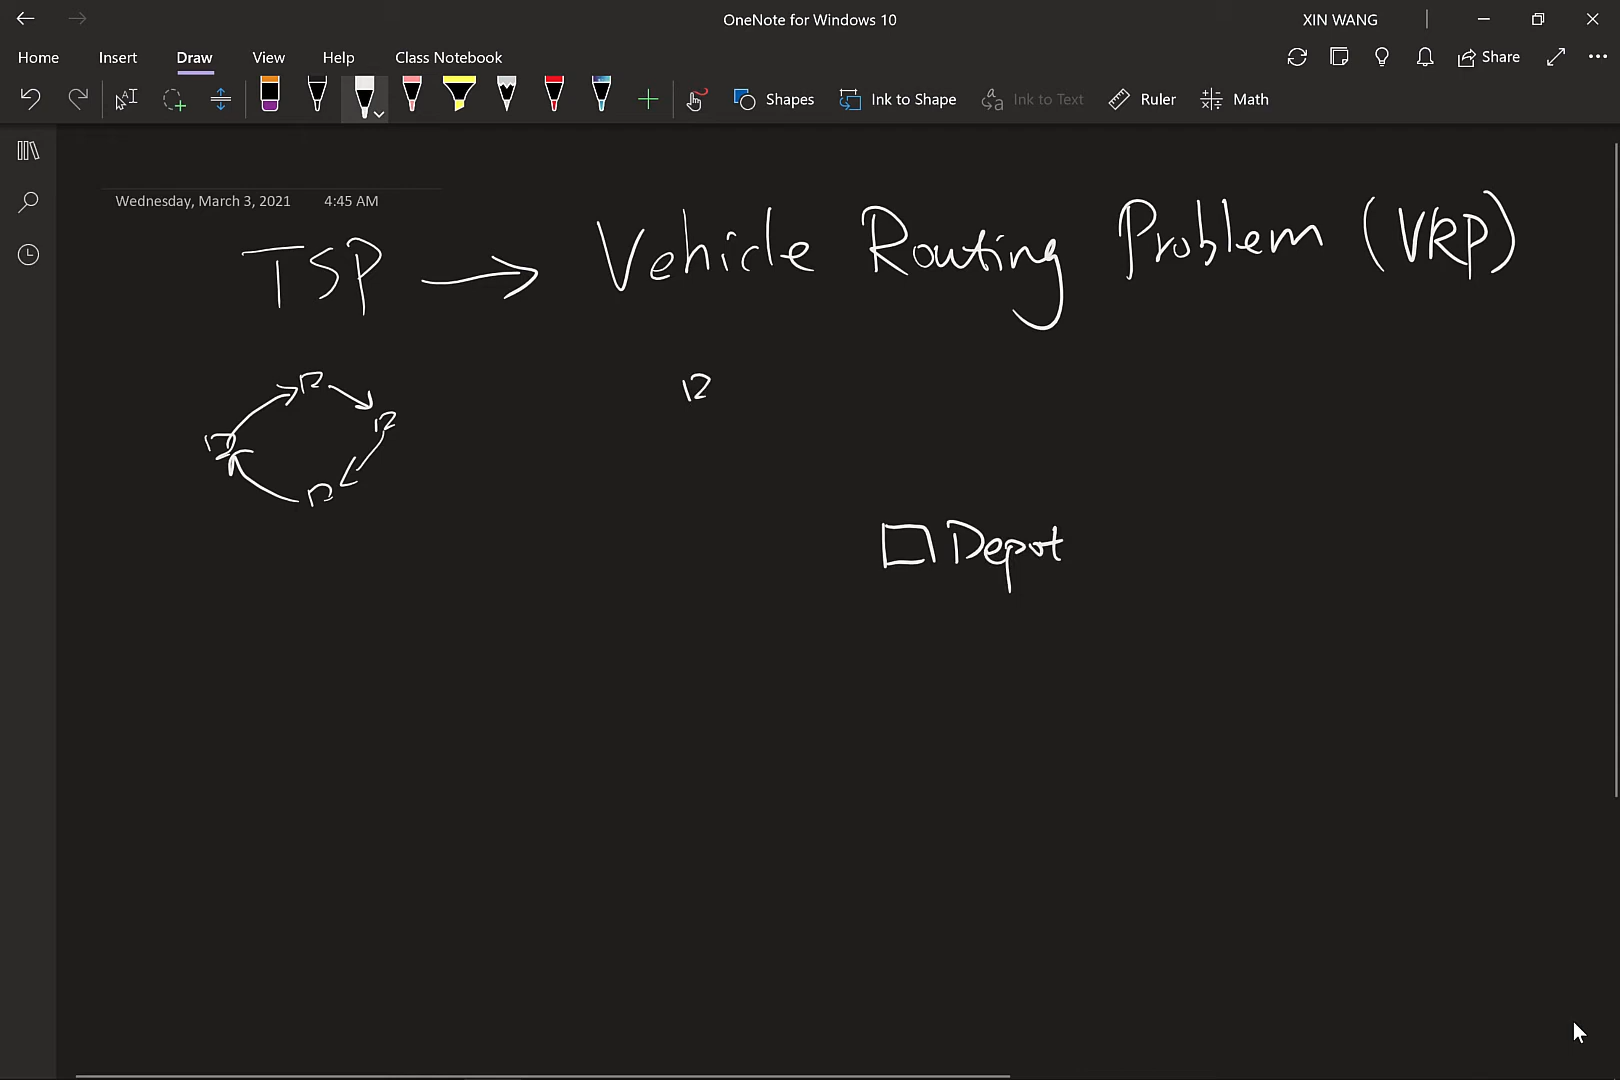 OneNote for Windows 10
XIN WANG
Home Insert Draw View Help Class Notebook
Share
Shapes Ink to Shape Ink to Text Ruler Math
Wednesday, March 3, 2021 4:45 AM
TSP → Vehicle Routing Problem (VRP)
Depot